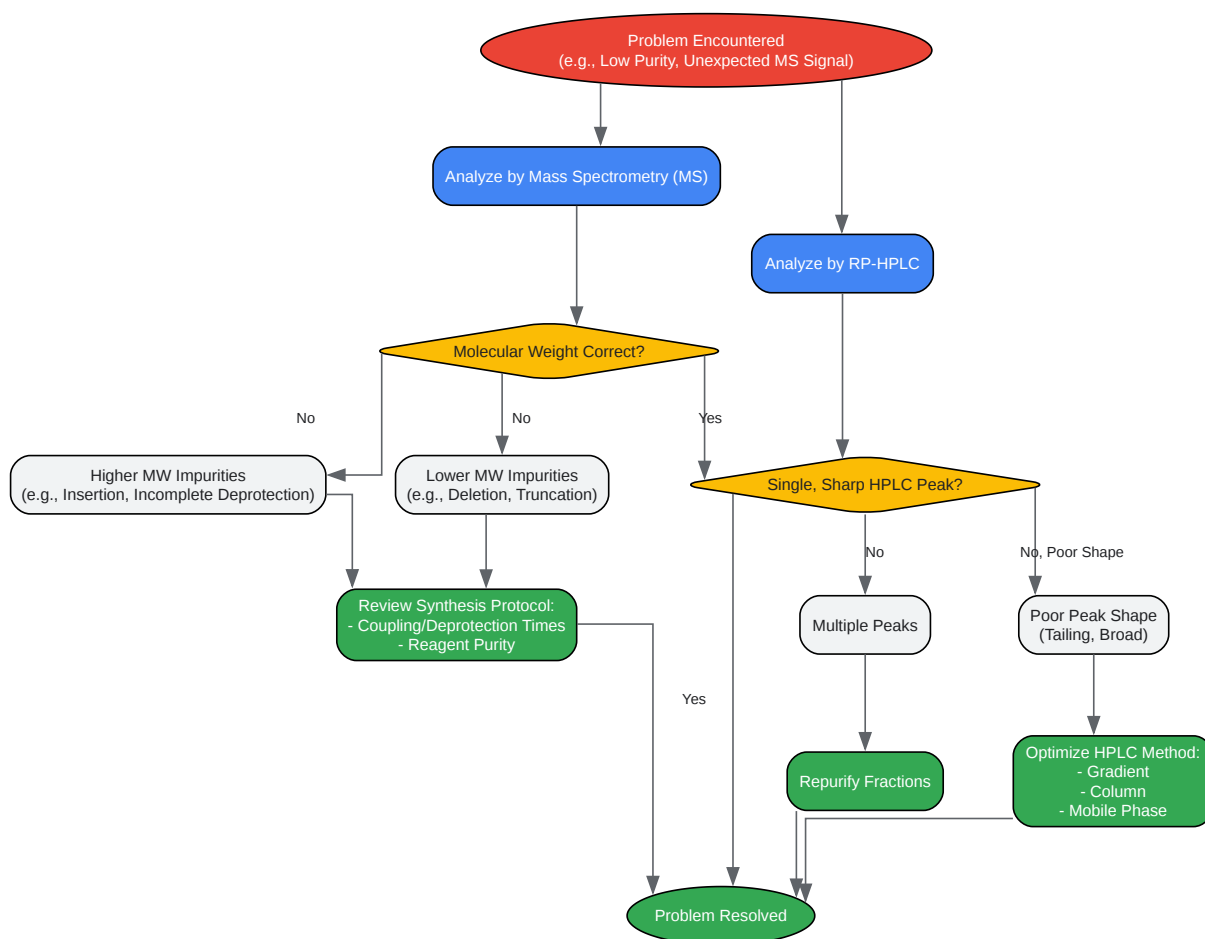 Problem Encountered
(e.g., Low Purity, Unexpected MS Signal)
Analyze by Mass Spectrometry (MS)
Analyze by RP-HPLC
Molecular Weight Correct?
No
No
Yes
Higher MW Impurities
(e.g., Insertion, Incomplete Deprotection)
Lower MW Impurities
(e.g., Deletion, Truncation)
Single, Sharp HPLC Peak?
No
No, Poor Shape
Review Synthesis Protocol:
- Coupling/Deprotection Times
- Reagent Purity
Multiple Peaks
Poor Peak Shape
(Tailing, Broad)
Yes
Repurify Fractions
Optimize HPLC Method:
- Gradient
- Column
- Mobile Phase
Problem Resolved